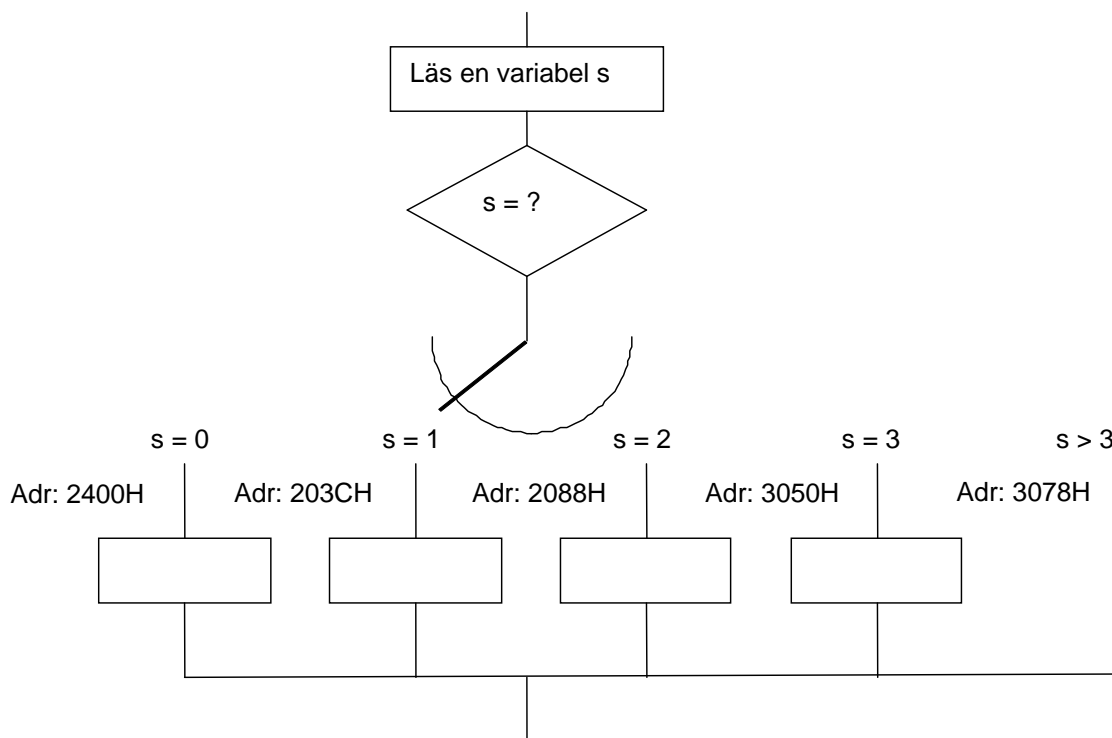 Läs en variabel s
s = ?
s = 0
s = 1
s = 2
s = 3
s > 3
Adr: 2400H
Adr: 203CH
Adr: 2088H
Adr: 3050H
Adr: 3078H